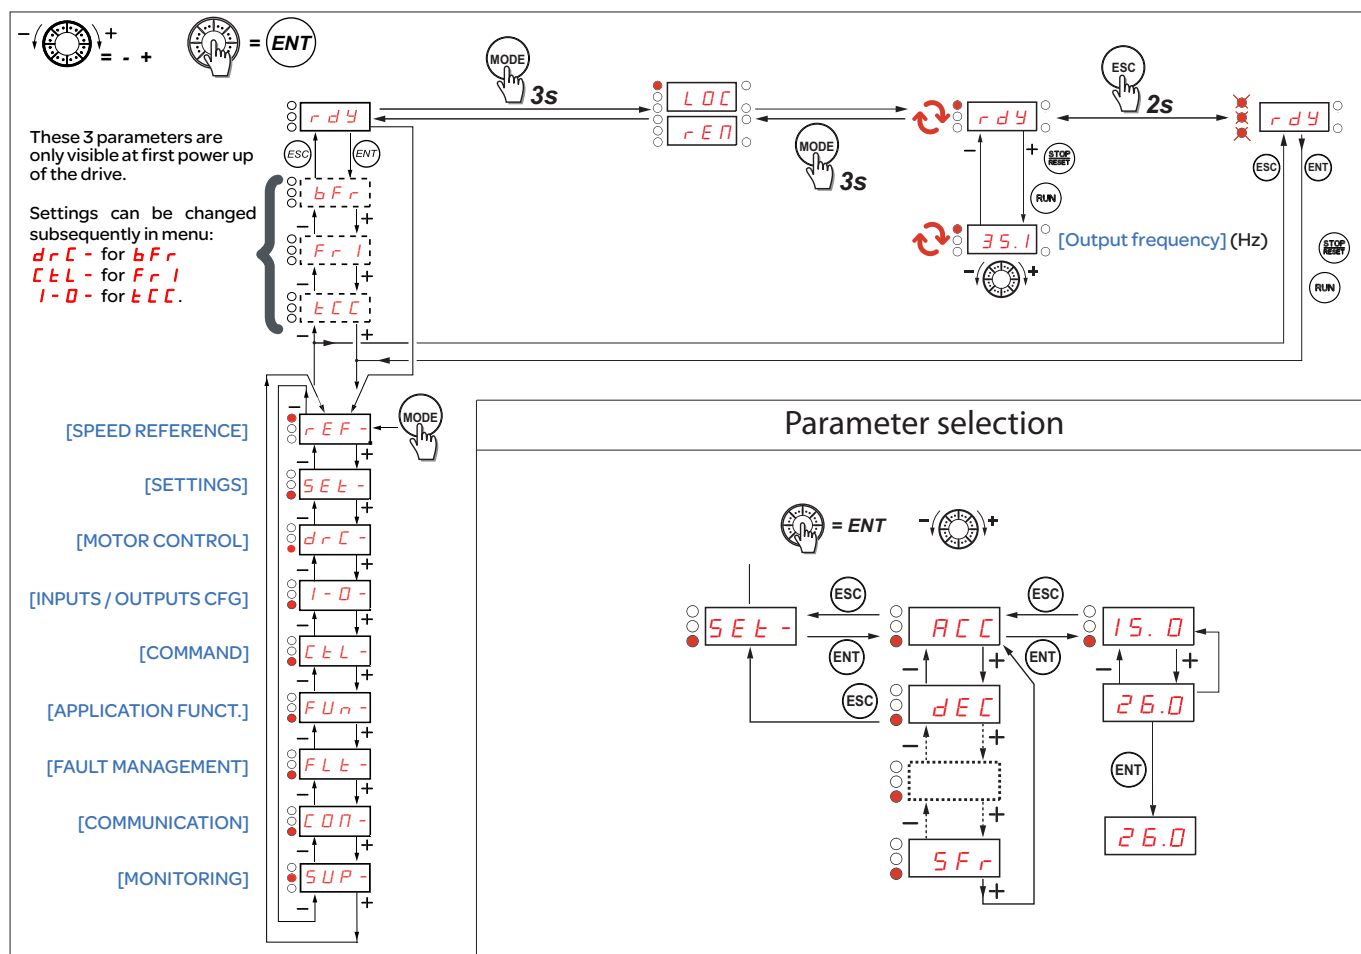 - + = - +
= ENT
MODE 3s
ESC 2s
LOC
rEM
MODE 3s
rdY
rdY
rdY
These 3 parameters are
only visible at first power up
of the drive.
Settings can be changed
subsequently in menu:
drC - for bFr
CtL - for Fr1
I-O - for tCC.
ESC ENT
bFr
- +
Fr1
- +
tCC
- +
- +
STOP RESET
RUN
35.1 [Output frequency] (Hz)
- +
ESC ENT
STOP RESET
RUN
-
[SPEED REFERENCE] rEF - MODE
- +
[SETTINGS] SEt -
- +
[MOTOR CONTROL] drC -
- +
[INPUTS / OUTPUTS CFG] I-O -
- +
[COMMAND] CtL -
- +
[APPLICATION FUNCT.] FUn -
- +
[FAULT MANAGEMENT] FLt -
- +
[COMMUNICATION] COM -
- +
[MONITORING] SUP -
- +
Parameter selection
= ENT - +
ESC ESC
SEt - ACC 15.0
ENT - + ENT - +
ESC dEC 26.0
- +
ENT
- +
SFr 26.0
+